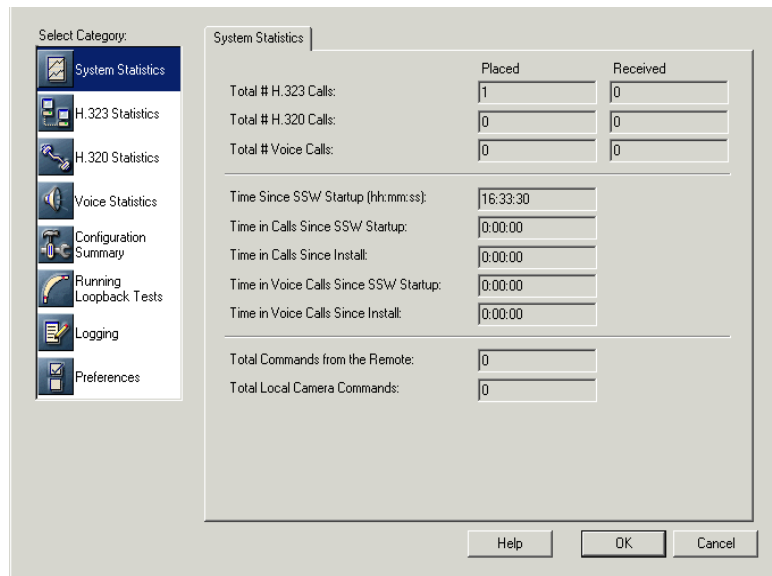 Select Category:
System Statistics
H.323 Statistics
H.320 Statistics
Voice Statistics
Configuration
Summary
Running
Loopback Tests
Logging
Preferences
System Statistics
Placed Received
Total # H.323 Calls: 1 0
Total # H.320 Calls: 0 0
Total # Voice Calls: 0 0
Time Since SSW Startup (hh:mm:ss): 16:33:30
Time in Calls Since SSW Startup: 0:00:00
Time in Calls Since Install: 0:00:00
Time in Voice Calls Since SSW Startup: 0:00:00
Time in Voice Calls Since Install: 0:00:00
Total Commands from the Remote: 0
Total Local Camera Commands: 0
Help OK Cancel